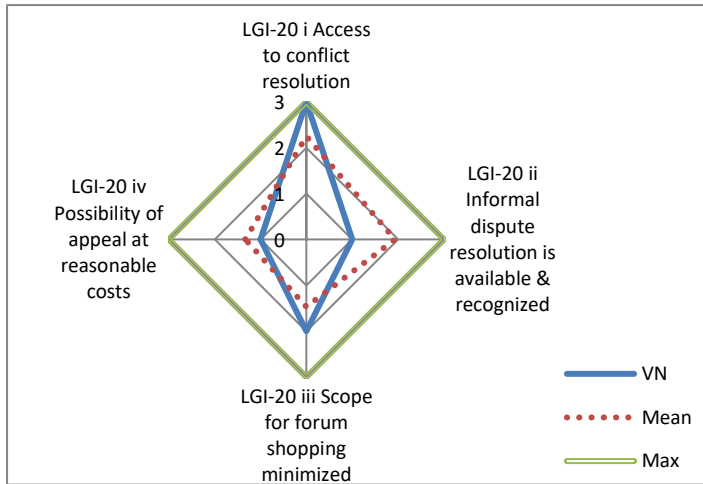 LGI-20 i Access
to conflict
resolution
3
2
1
0
LGI-20 ii
Informal
dispute
resolution is
available &
recognized
LGI-20 iv
Possibility of
appeal at
reasonable
costs
LGI-20 iii Scope
for forum
shopping
minimized
VN
Mean
Max